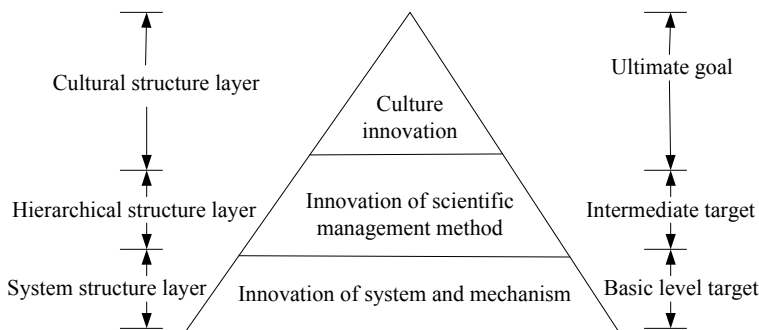 Cultural structure layer
Ultimate goal
Culture
innovation
Hierarchical structure layer
Innovation of scientific
management method
Intermediate target
System structure layer
Innovation of system and mechanism
Basic level target